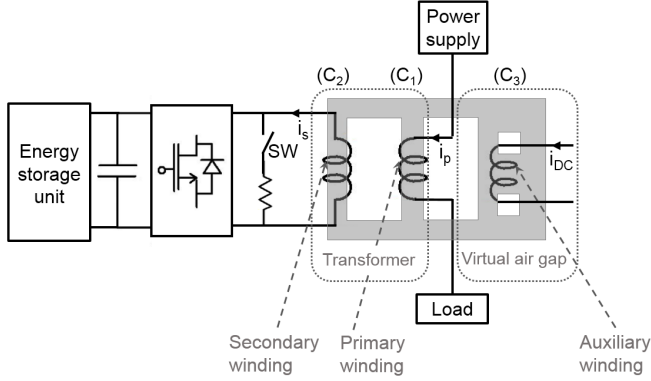 Power
supply
(C₂)
(C₁)
(C₃)
Energy
storage
unit
SW
iₛ
iₚ
i_DC
Transformer
Virtual air gap
Load
Secondary
winding
Primary
winding
Auxiliary
winding